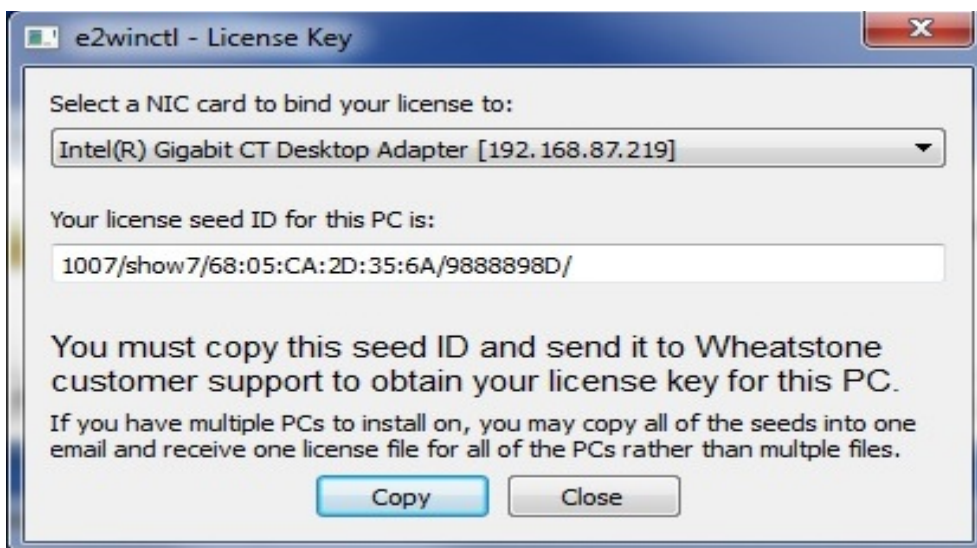 e2winctl - License Key
Select a NIC card to bind your license to:
Intel(R) Gigabit CT Desktop Adapter [192.168.87.219]
Your license seed ID for this PC is:
1007/show7/68:05:CA:2D:35:6A/9888898D/
You must copy this seed ID and send it to Wheatstone
customer support to obtain your license key for this PC.
If you have multiple PCs to install on, you may copy all of the seeds into one
email and receive one license file for all of the PCs rather than multple files.
Copy
Close